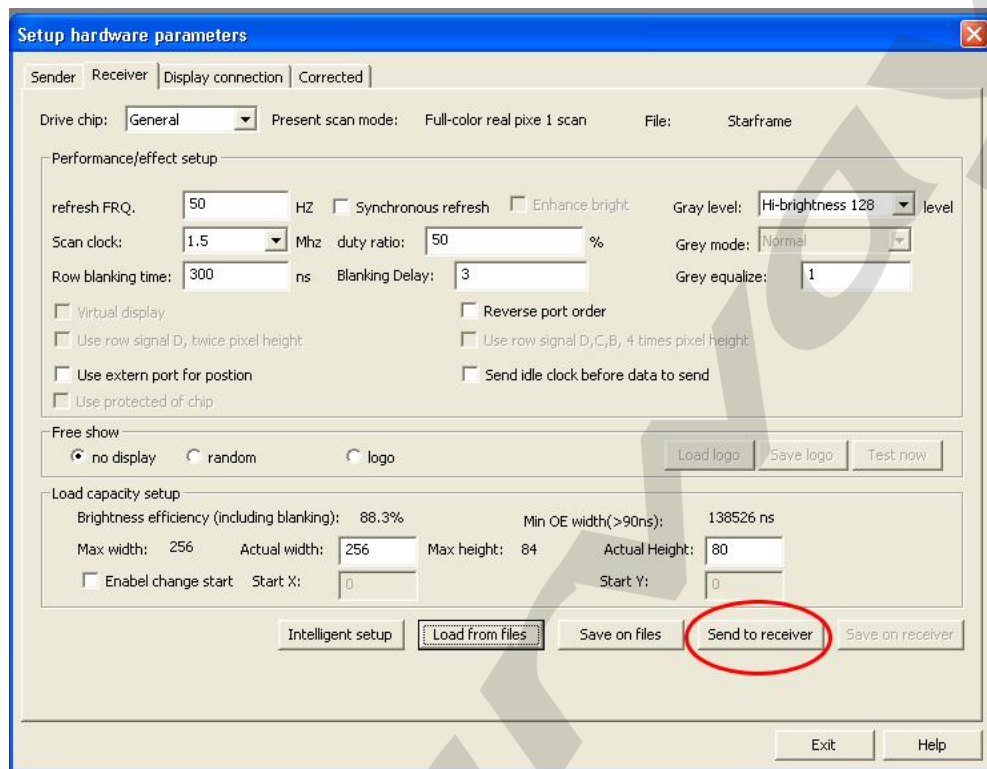 Setup hardware parameters
Sender Receiver Display connection Corrected
Drive chip: General Present scan mode: Full-color real pixe 1 scan File: Starframe
Performance/effect setup
refresh FRQ. 50 HZ Synchronous refresh Enhance bright Gray level: Hi-brightness 128 level
Scan clock: 1.5 Mhz duty ratio: 50 % Grey mode: Normal
Row blanking time: 300 ns Blanking Delay: 3 Grey equalize: 1
Virtual display Reverse port order
Use row signal D, twice pixel height Use row signal D,C,B, 4 times pixel height
Use extern port for postion Send idle clock before data to send
Use protected of chip
Free show
no display random logo Load logo Save logo Test now
Load capacity setup
Brightness efficiency (including blanking): 88.3% Min OE width(>90ns): 138526 ns
Max width: 256 Actual width: 256 Max height: 84 Actual Height: 80
Enabel change start Start X: 0 Start Y: 0
Intelligent setup Load from files Save on files Send to receiver Save on receiver
Exit Help